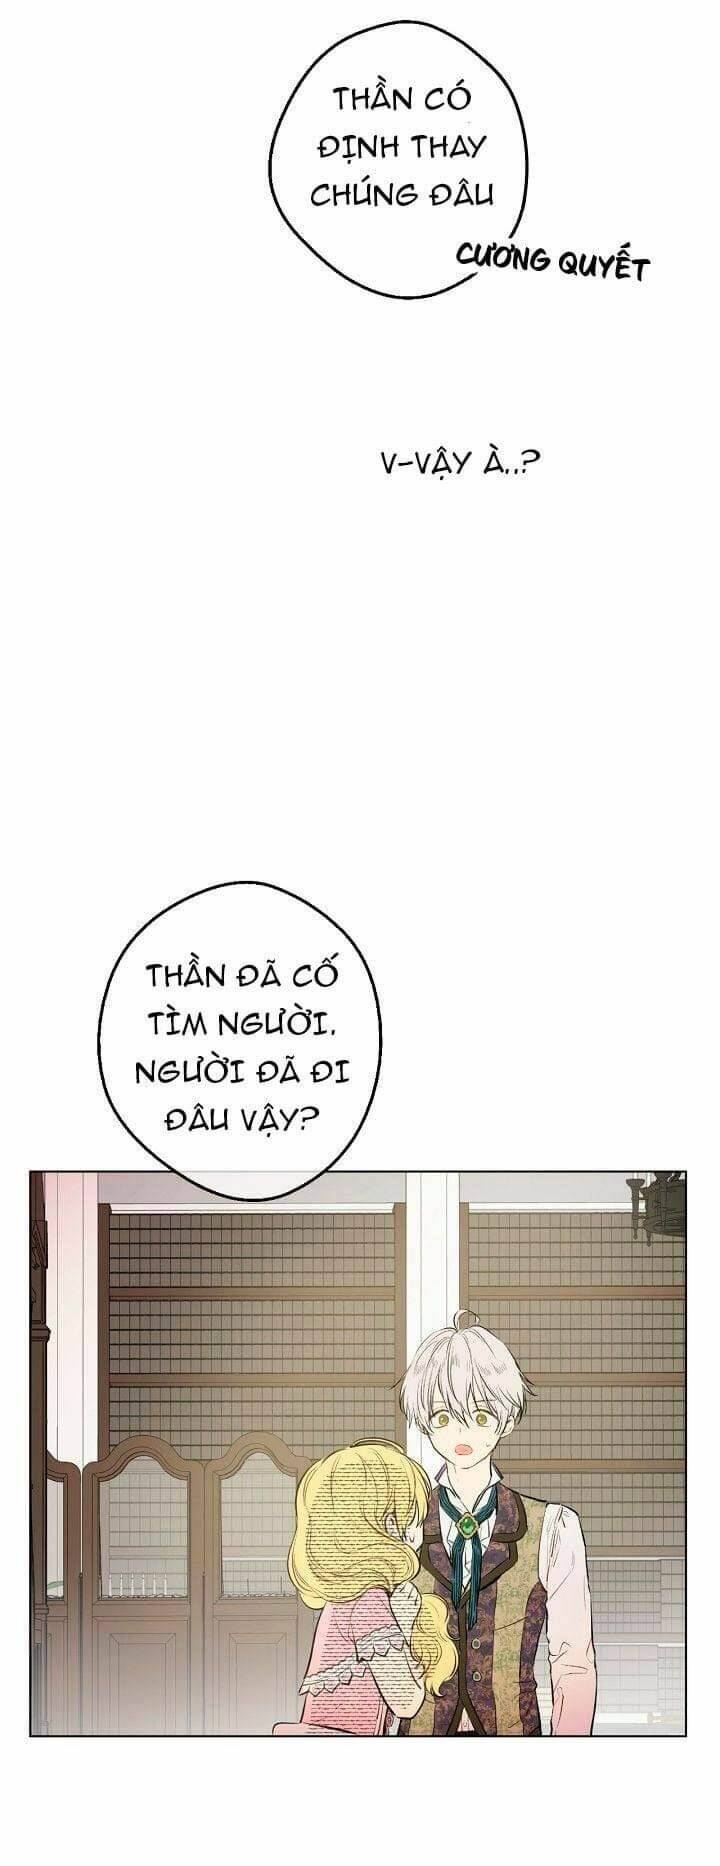 THẦN CÓ
ĐỊNH THAY
CHÚNG ĐÂU
CƯƠNG QUYẾT
V-VẬY À..?
THẦN ĐÃ CỐ
TÌM NGƯỜI.
NGƯỜI ĐÃ ĐI
ĐÂU VẬY?